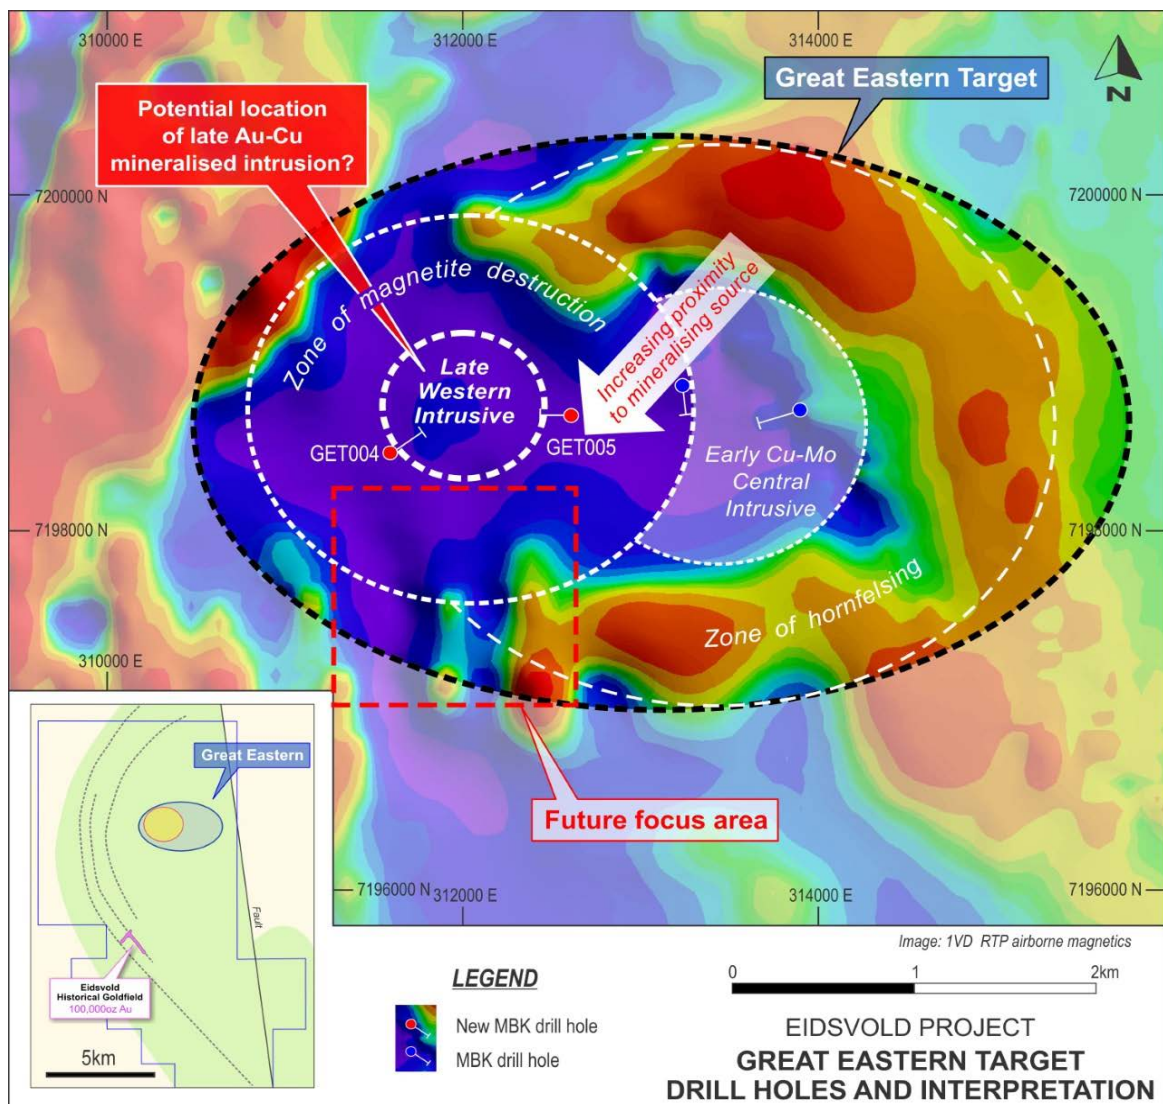 310000 E
312000 E
314000 E
Great Eastern Target
N
Potential location
of late Au-Cu
mineralised intrusion?
7200000 N
7200000 N
Zone of magnetite destruction
Increasing proximity
to mineralising source
Late
Western
Intrusive
GET004
GET005
Early Cu-Mo
Central
Intrusive
7198000 N
7198000 N
Zone of hornfelsing
310000 E
Future focus area
7196000 N
312000 E
314000 E
7196000 N
Great Eastern
Fault
Eidsvold
Historical Goldfield
100,000oz Au
5km
Image: 1VD RTP airborne magnetics
LEGEND
New MBK drill hole
MBK drill hole
0
1
2km
EIDSVOLD PROJECT
GREAT EASTERN TARGET
DRILL HOLES AND INTERPRETATION